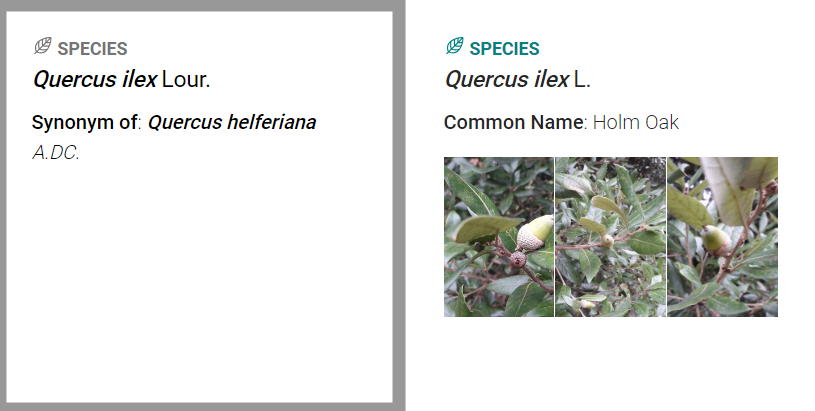 SPECIES
Quercus ilex Lour.
Synonym of: Quercus helferiana
A.DC.
SPECIES
Quercus ilex L.
Common Name: Holm Oak